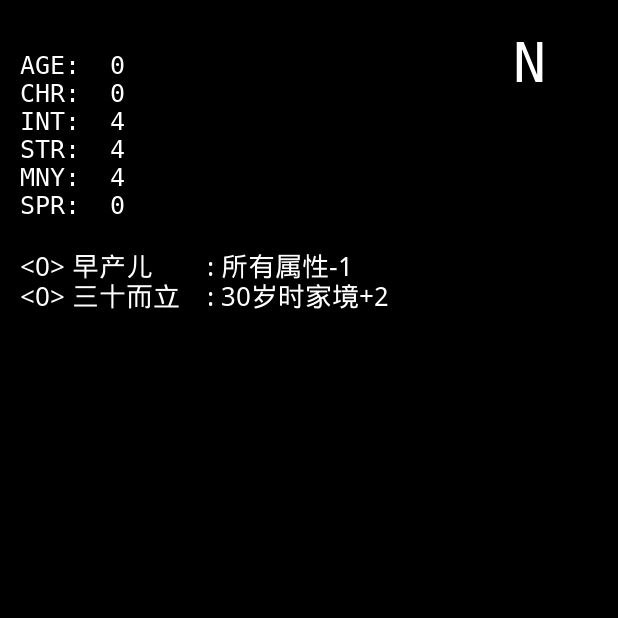 N
AGE: 0
CHR: 0
INT: 4
STR: 4
MNY: 4
SPR: 0
<0> 早产儿 : 所有属性-1
<0> 三十而立 : 30岁时家境+2